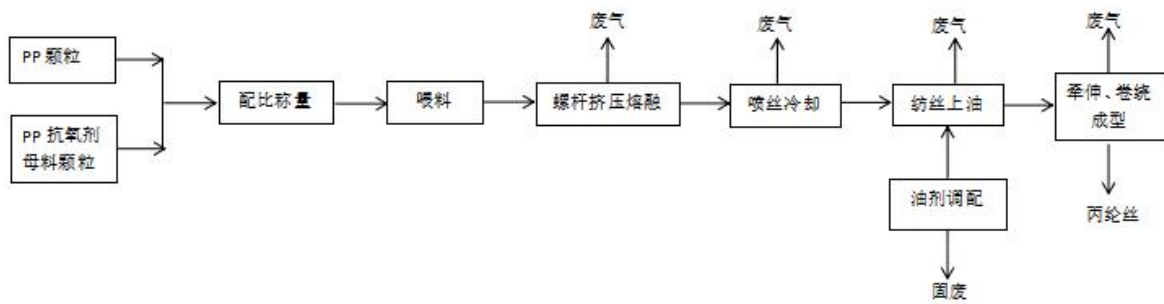 废气
废气
废气
废气
PP 颗粒
配比称量
喂料
螺杆挤压熔融
喷丝冷却
纺丝上油
牵伸、卷绕
成型
PP 抗氧剂
母料颗粒
油剂调配
丙纶丝
固废